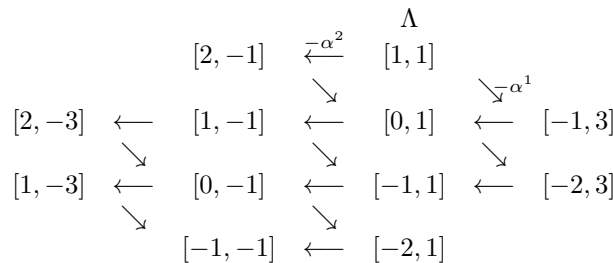 Λ
[2, −1] ←−α² [1, 1]
↘ ↘−α¹
[2, −3] ← [1, −1] ← [0, 1] ← [−1, 3]
↘ ↘ ↘
[1, −3] ← [0, −1] ← [−1, 1] ← [−2, 3]
↘ ↘
[−1, −1] ← [−2, 1]